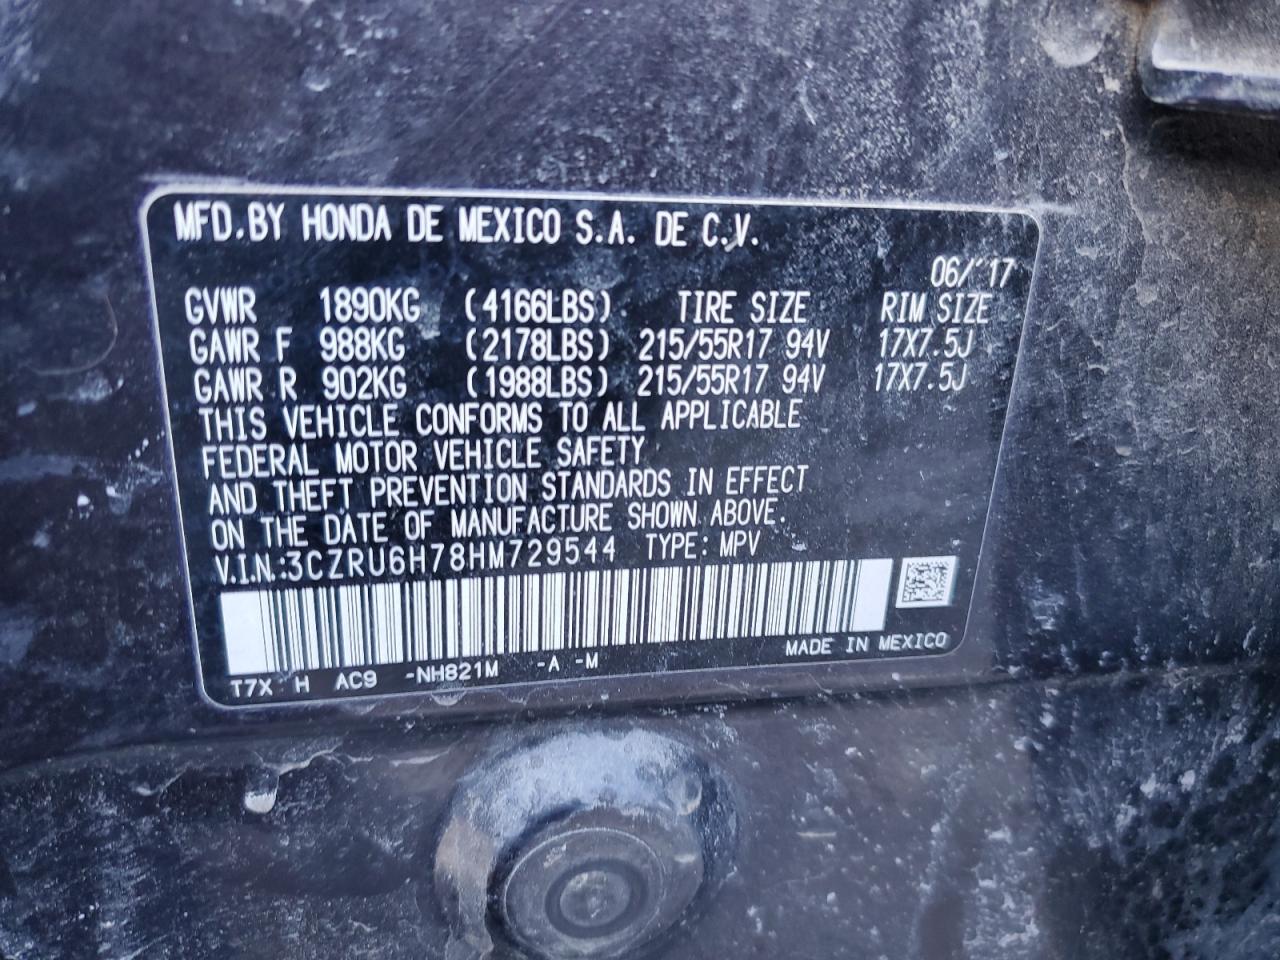 MFD.BY HONDA DE MEXICO S.A. DE C.V.
06/'17
GVWR 1890KG (4166LBS) TIRE SIZE RIM SIZE
GAWR F 988KG (2178LBS) 215/55R17 94V 17X7.5J
GAWR R 902KG (1988LBS) 215/55R17 94V 17X7.5J
THIS VEHICLE CONFORMS TO ALL APPLICABLE
FEDERAL MOTOR VEHICLE SAFETY
AND THEFT PREVENTION STANDARDS IN EFFECT
ON THE DATE OF MANUFACTURE SHOWN ABOVE.
V.I.N.:3CZRU6H78HM729544 TYPE: MPV
MADE IN MEXICO
T7X H AC9 -NH821M -A -M